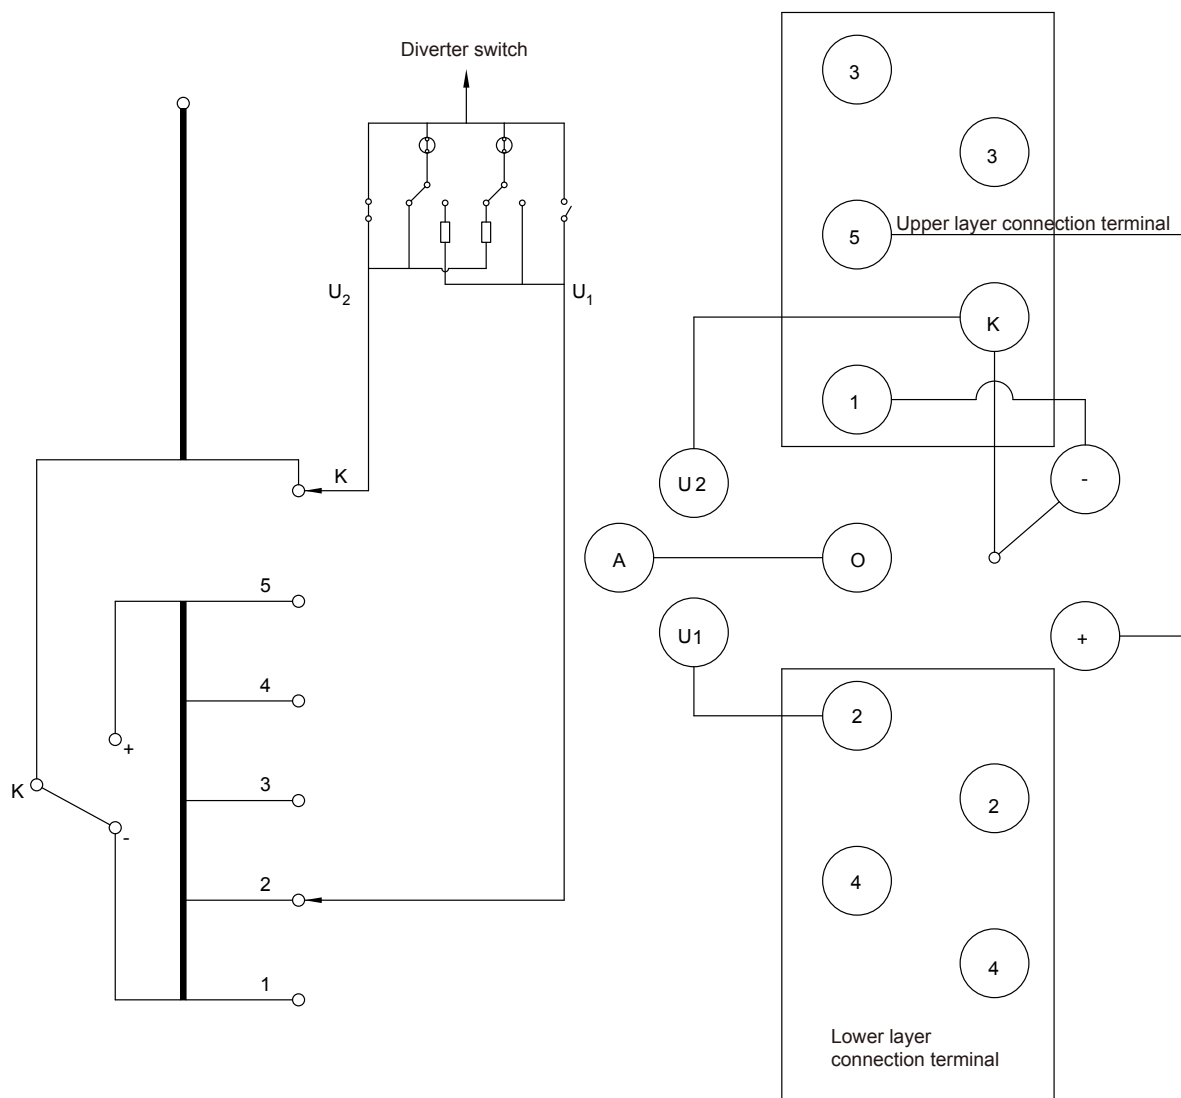 Diverter switch
U2
U1
K
5
4
+
3
K
-
2
1
3
3
5
Upper layer connection terminal
K
1
U2
-
A
O
U1
+
2
2
4
4
Lower layer
connection terminal